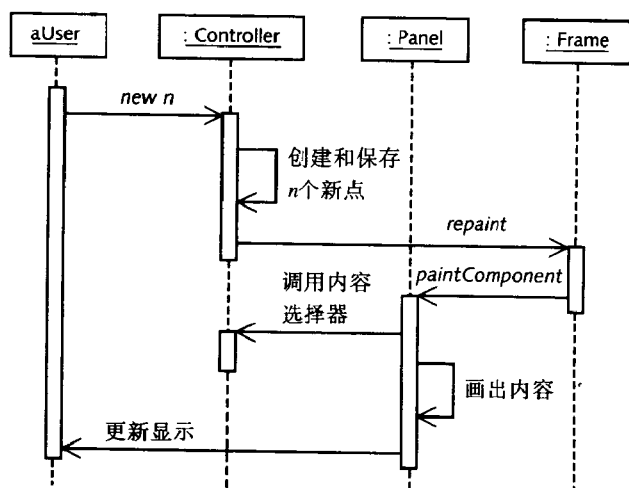 aUser
: Controller
: Panel
: Frame
new n
创建和保存
n个新点
repaint
paintComponent
调用内容
选择器
画出内容
更新显示